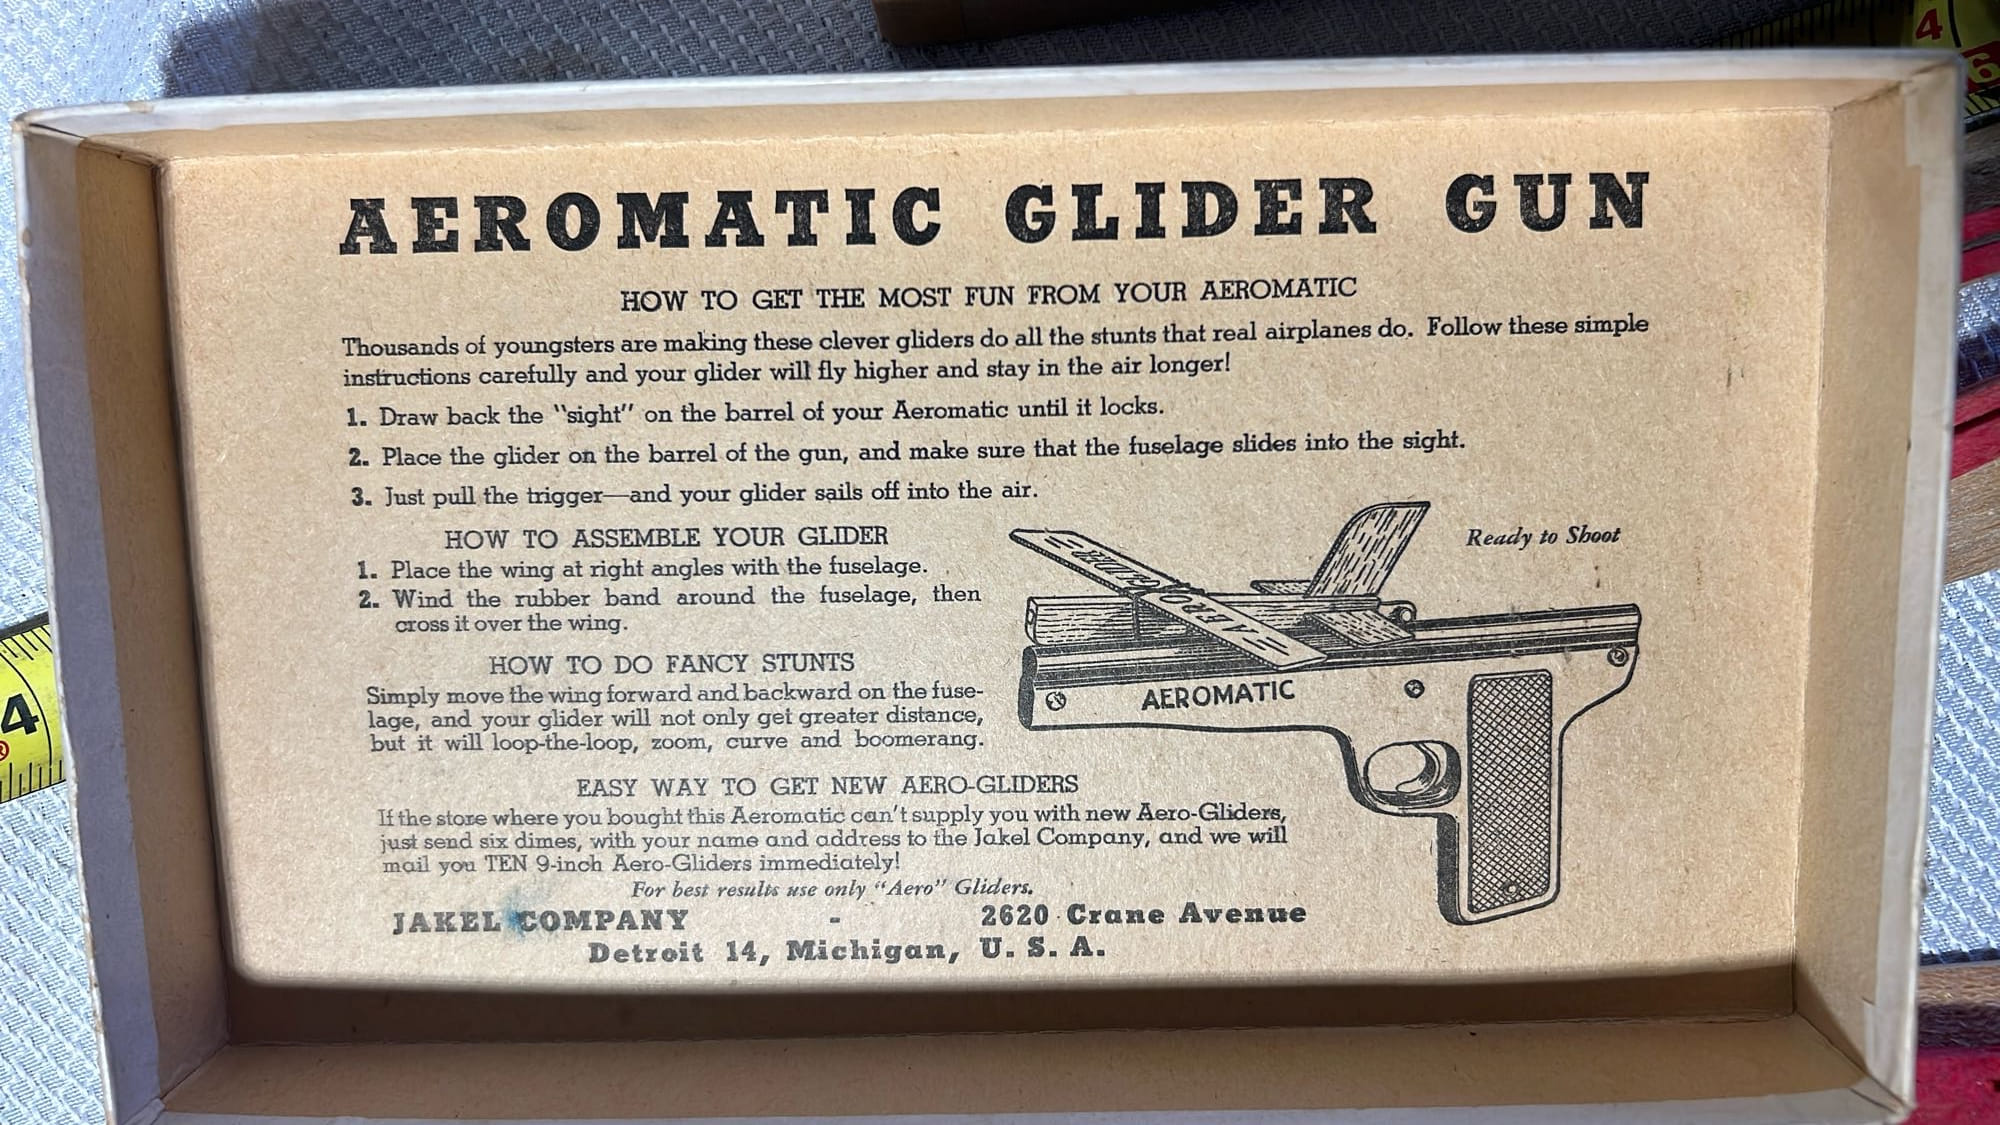 AEROMATIC GLIDER GUN
HOW TO GET THE MOST FUN FROM YOUR AEROMATIC
Thousands of youngsters are making these clever gliders do all the stunts that real airplanes do. Follow these simple
instructions carefully and your glider will fly higher and stay in the air longer!
1. Draw back the "sight" on the barrel of your Aeromatic until it locks.
2. Place the glider on the barrel of the gun, and make sure that the fuselage slides into the sight.
3. Just pull the trigger—and your glider sails off into the air.
HOW TO ASSEMBLE YOUR GLIDER
1. Place the wing at right angles with the fuselage.
2. Wind the rubber band around the fuselage, then
cross it over the wing.
HOW TO DO FANCY STUNTS
Simply move the wing forward and backward on the fuse-
lage, and your glider will not only get greater distance,
but it will loop-the-loop, zoom, curve and boomerang.
Ready to Shoot
AERO GLIDER
AEROMATIC
EASY WAY TO GET NEW AERO-GLIDERS
If the store where you bought this Aeromatic can't supply you with new Aero-Gliders,
just send six dimes, with your name and address to the Jakel Company, and we will
mail you TEN 9-inch Aero-Gliders immediately!
For best results use only "Aero" Gliders.
JAKEL COMPANY - 2620 Crane Avenue
Detroit 14, Michigan, U. S. A.
4
4
6